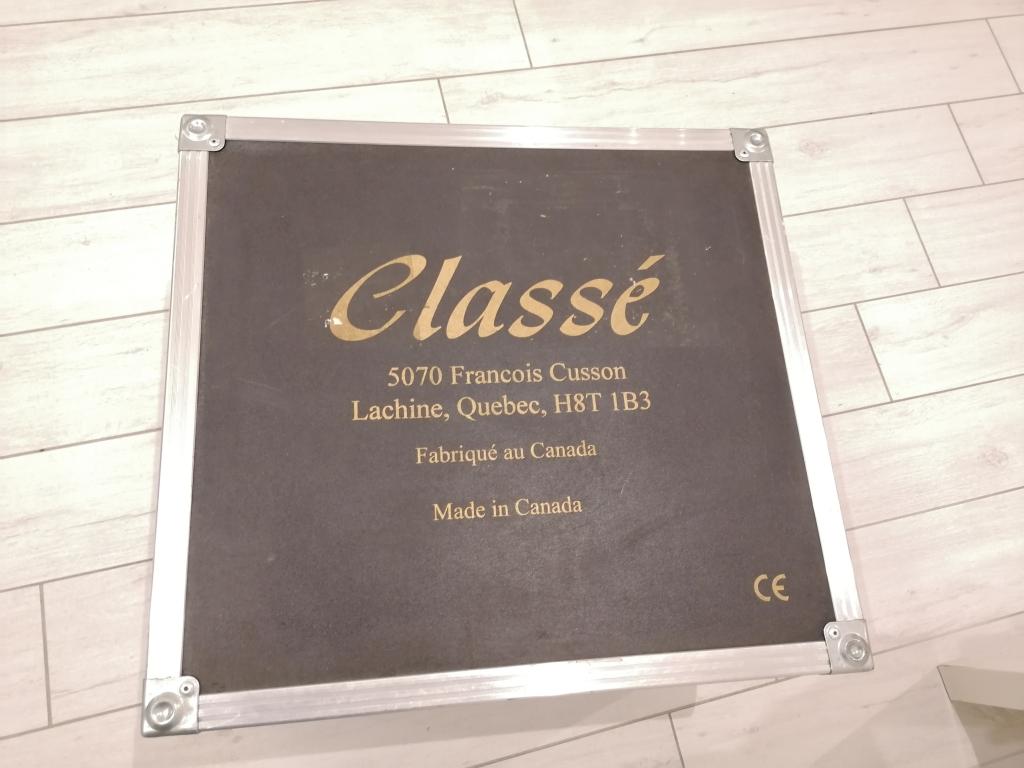 Classé
5070 Francois Cusson
Lachine, Quebec, H8T 1B3
Fabriqué au Canada
Made in Canada
CE